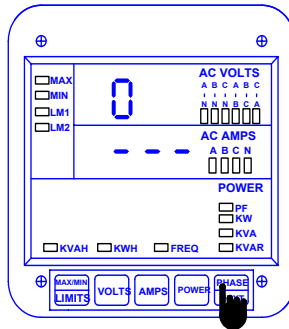 AC VOLTS
A B C A B C
- - - - - -
N N N B C A
MAX
MIN
LM1
LM2
0
AC AMPS
A B C N
- - -
POWER
PF
KW
KVA
KVAH KWH FREQ KVAR
MAX/MIN
LIMITS
VOLTS
AMPS
POWER
PHASE